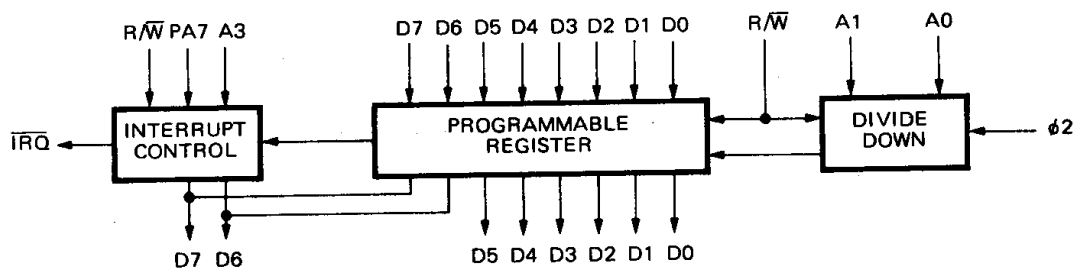 R/W̅ PA7 A3 D7 D6 D5 D4 D3 D2 D1 D0 R/W̅ A1 A0
INTERRUPT
CONTROL
PROGRAMMABLE
REGISTER
DIVIDE
DOWN
I̅R̅Q̅
ϕ2
D7 D6 D5 D4 D3 D2 D1 D0